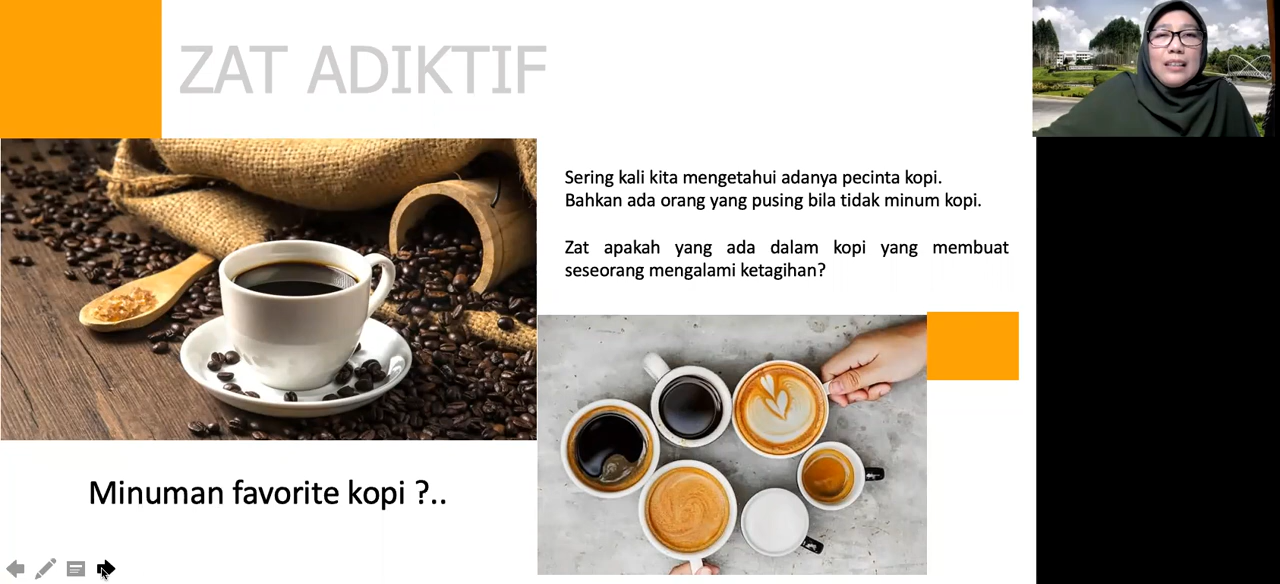 ZAT ADIKTIF
Sering kali kita mengetahui adanya pecinta kopi.
Bahkan ada orang yang pusing bila tidak minum kopi.
Zat apakah yang ada dalam kopi yang membuat
seseorang mengalami ketagihan?
Minuman favorite kopi ?..